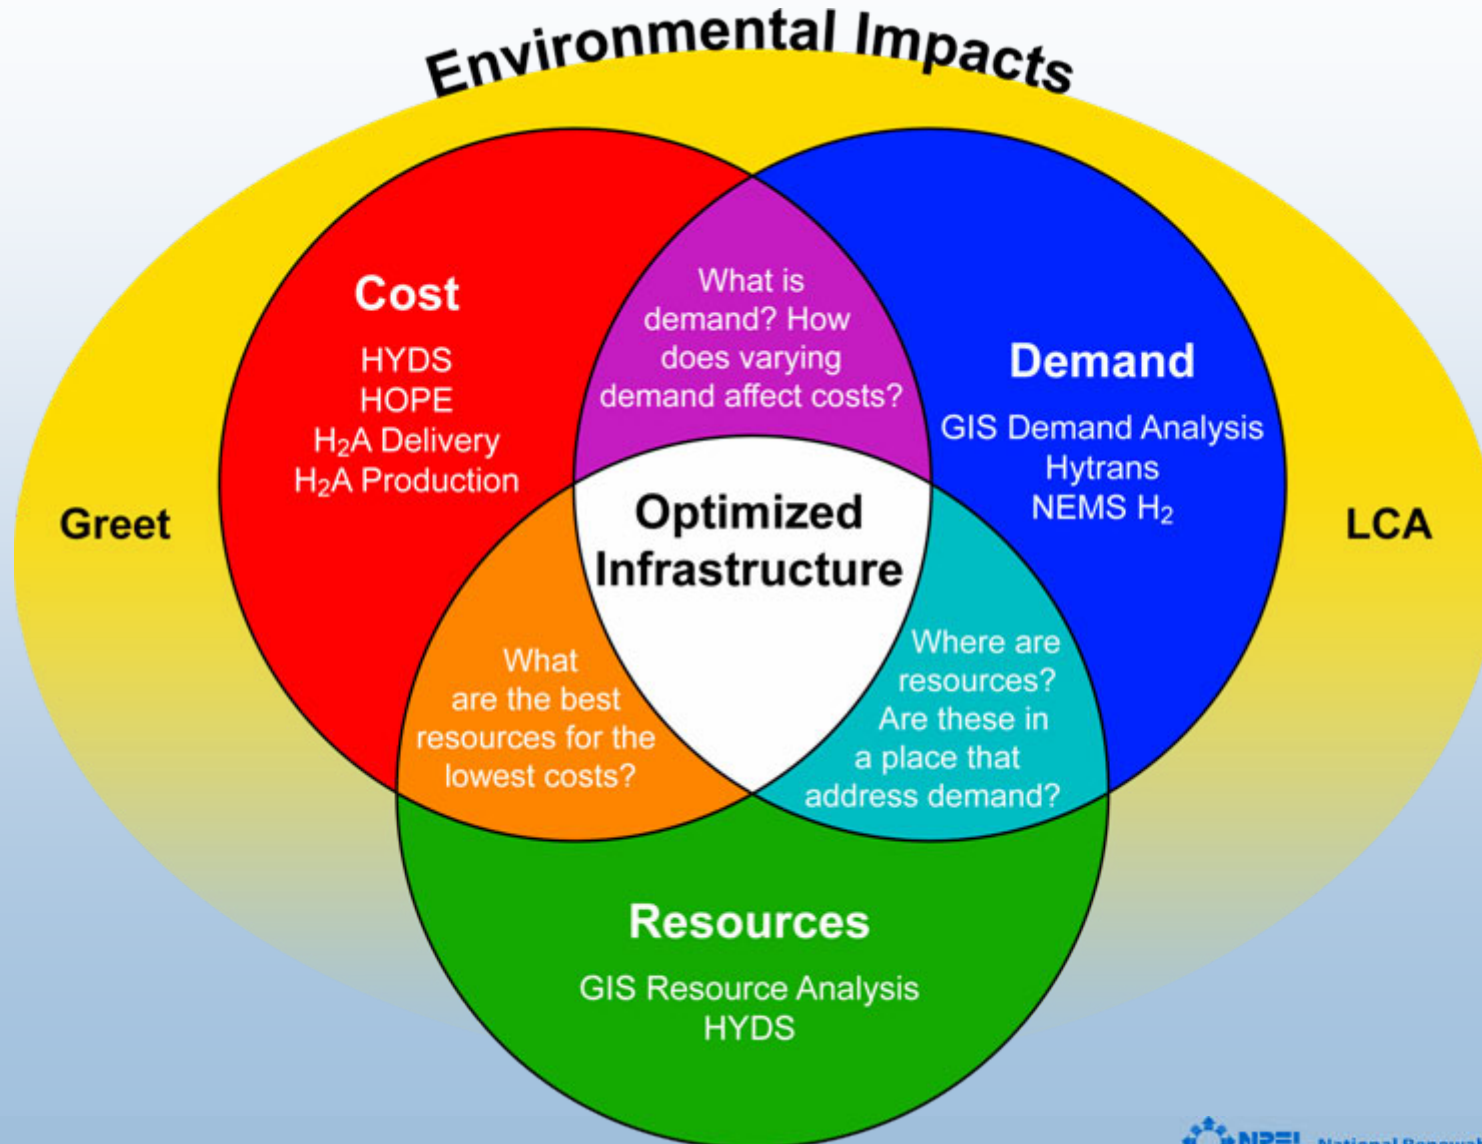 Environmental Impacts
Cost
HYDS
HOPE
H₂A Delivery
H₂A Production
What is
demand? How
does varying
demand affect costs?
Demand
GIS Demand Analysis
Hytrans
NEMS H₂
Greet
Optimized
Infrastructure
LCA
What
are the best
resources for the
lowest costs?
Where are
resources?
Are these in
a place that
address demand?
Resources
GIS Resource Analysis
HYDS
NREL National